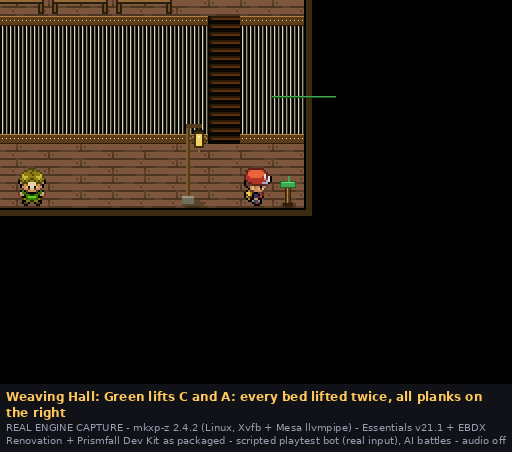 Weaving Hall: Green lifts C and A: every bed lifted twice, all planks on
the right
REAL ENGINE CAPTURE - mkxp-z 2.4.2 (Linux, Xvfb + Mesa llvmpipe) - Essentials v21.1 + EBDX
Renovation + Prismfall Dev Kit as packaged - scripted playtest bot (real input), AI battles - audio off